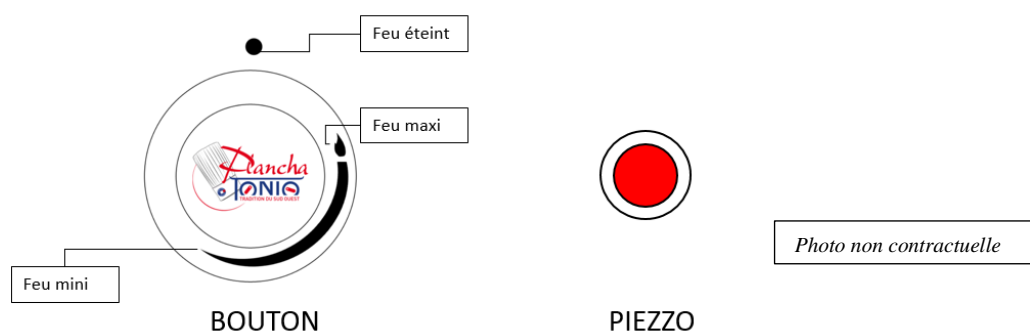 Feu éteint
Feu maxi
Plancha
TONIO
TRADITION DU SUD OUEST
Photo non contractuelle
Feu mini
BOUTON
PIEZZO